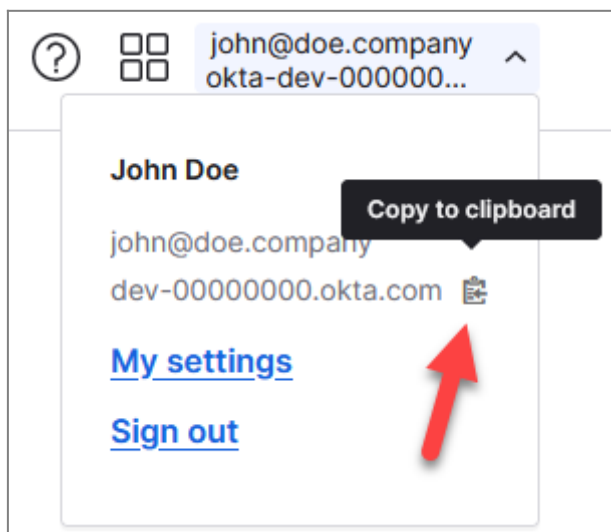 john@doe.company
okta-dev-000000...
John Doe
Copy to clipboard
john@doe.company
dev-00000000.okta.com
My settings
Sign out